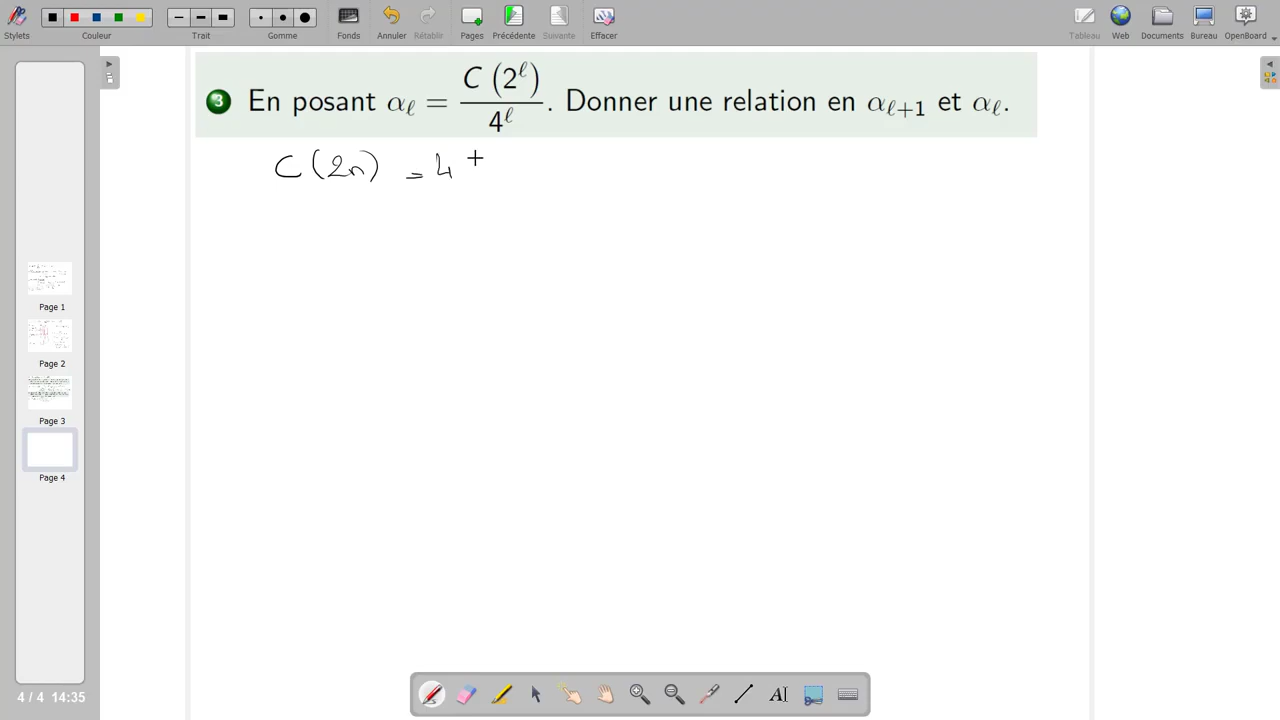 Stylets Couleur Trait Gomme Fonds Annuler Rétablir Pages Précédente Suivante Effacer Tableau Web Documents Bureau OpenBoard
3 En posant αℓ = C (2^ℓ) / 4^ℓ . Donner une relation en αℓ+1 et αℓ.
C (2n) = 4 +
Page 1
Page 2
Page 3
Page 4
4 / 4 14:35